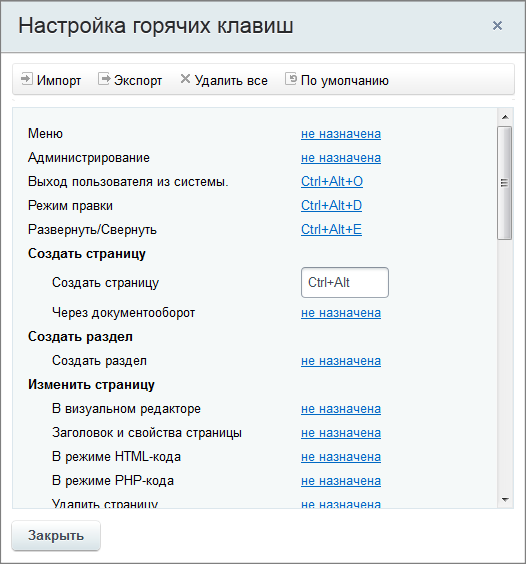 Настройка горячих клавиш
Импорт Экспорт Удалить все По умолчанию
Меню не назначена
Администрирование не назначена
Выход пользователя из системы. Ctrl+Alt+O
Режим правки Ctrl+Alt+D
Развернуть/Свернуть Ctrl+Alt+E
Создать страницу
Создать страницу Ctrl+Alt
Через документооборот не назначена
Создать раздел
Создать раздел не назначена
Изменить страницу
В визуальном редакторе не назначена
Заголовок и свойства страницы не назначена
В режиме HTML-кода не назначена
В режиме PHP-кода не назначена
Удалить страницу не назначена
Закрыть